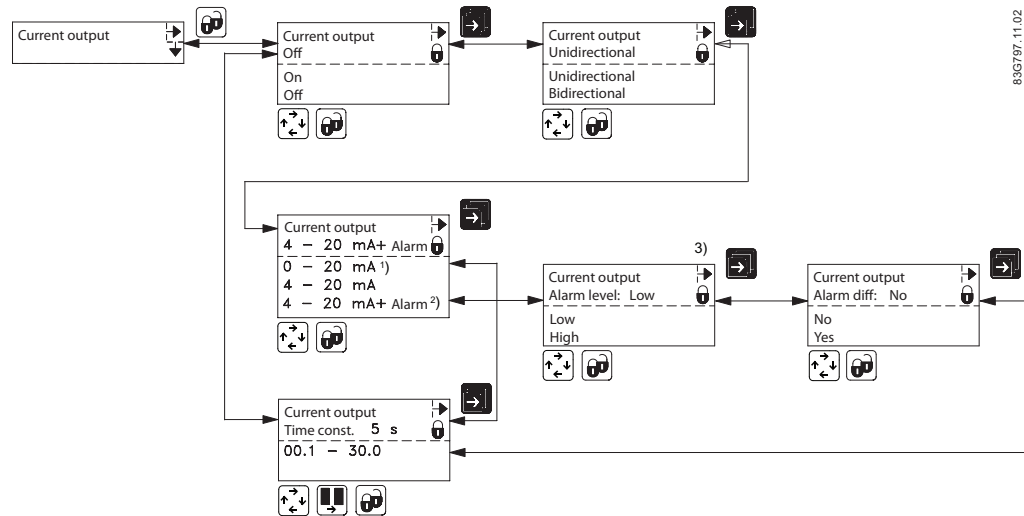 Current output
Current output
Off
On
Off
Current output
Unidirectional
Unidirectional
Bidirectional
83G797.11.02
Current output
4 – 20 mA+ Alarm
0 – 20 mA 1)
4 – 20 mA
4 – 20 mA+ Alarm 2)
3)
Current output
Alarm level: Low
Low
High
Current output
Alarm diff: No
No
Yes
Current output
Time const. 5 s
00.1 – 30.0